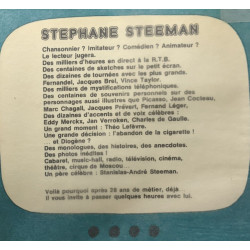 STEPHANE STEEMAN
Chansonnier ? Imitateur ? Comédien ? Animateur ?
Le lecteur jugera.
Des milliers d'heures en direct à la R.T.B.
Des centaines de sketches sur le petit écran.
Des dizaines de tournées avec les plus grands.
Fernandel, Jacques Brel, Vince Taylor.
Des milliers de mystifications téléphoniques.
Des centaines de souvenirs personnels sur des
personnages aussi illustres que Picasso, Jean Cocteau,
Marc Chagall, Jacques Prévert, Fernand Léger,
Des dizaines d'accents et de voix célèbres :
Eddy Merckx, Jan Verroken, Charles de Gaulle.
Un grand moment : Théo Lefèvre.
Une grande décision : l'abandon de la cigarette !
... et Diogène ?
Des monologues, des histoires, des anecdotes.
Des photos inédites !
Cabaret, music-hall, radio, télévision, cinéma,
théâtre, cirque de Moscou...
Un père célèbre : Stanislas-André Steeman.
Voilà pourquoi après 25 ans de métier, déjà...
Il vous invite à passer quelques heures avec lui.